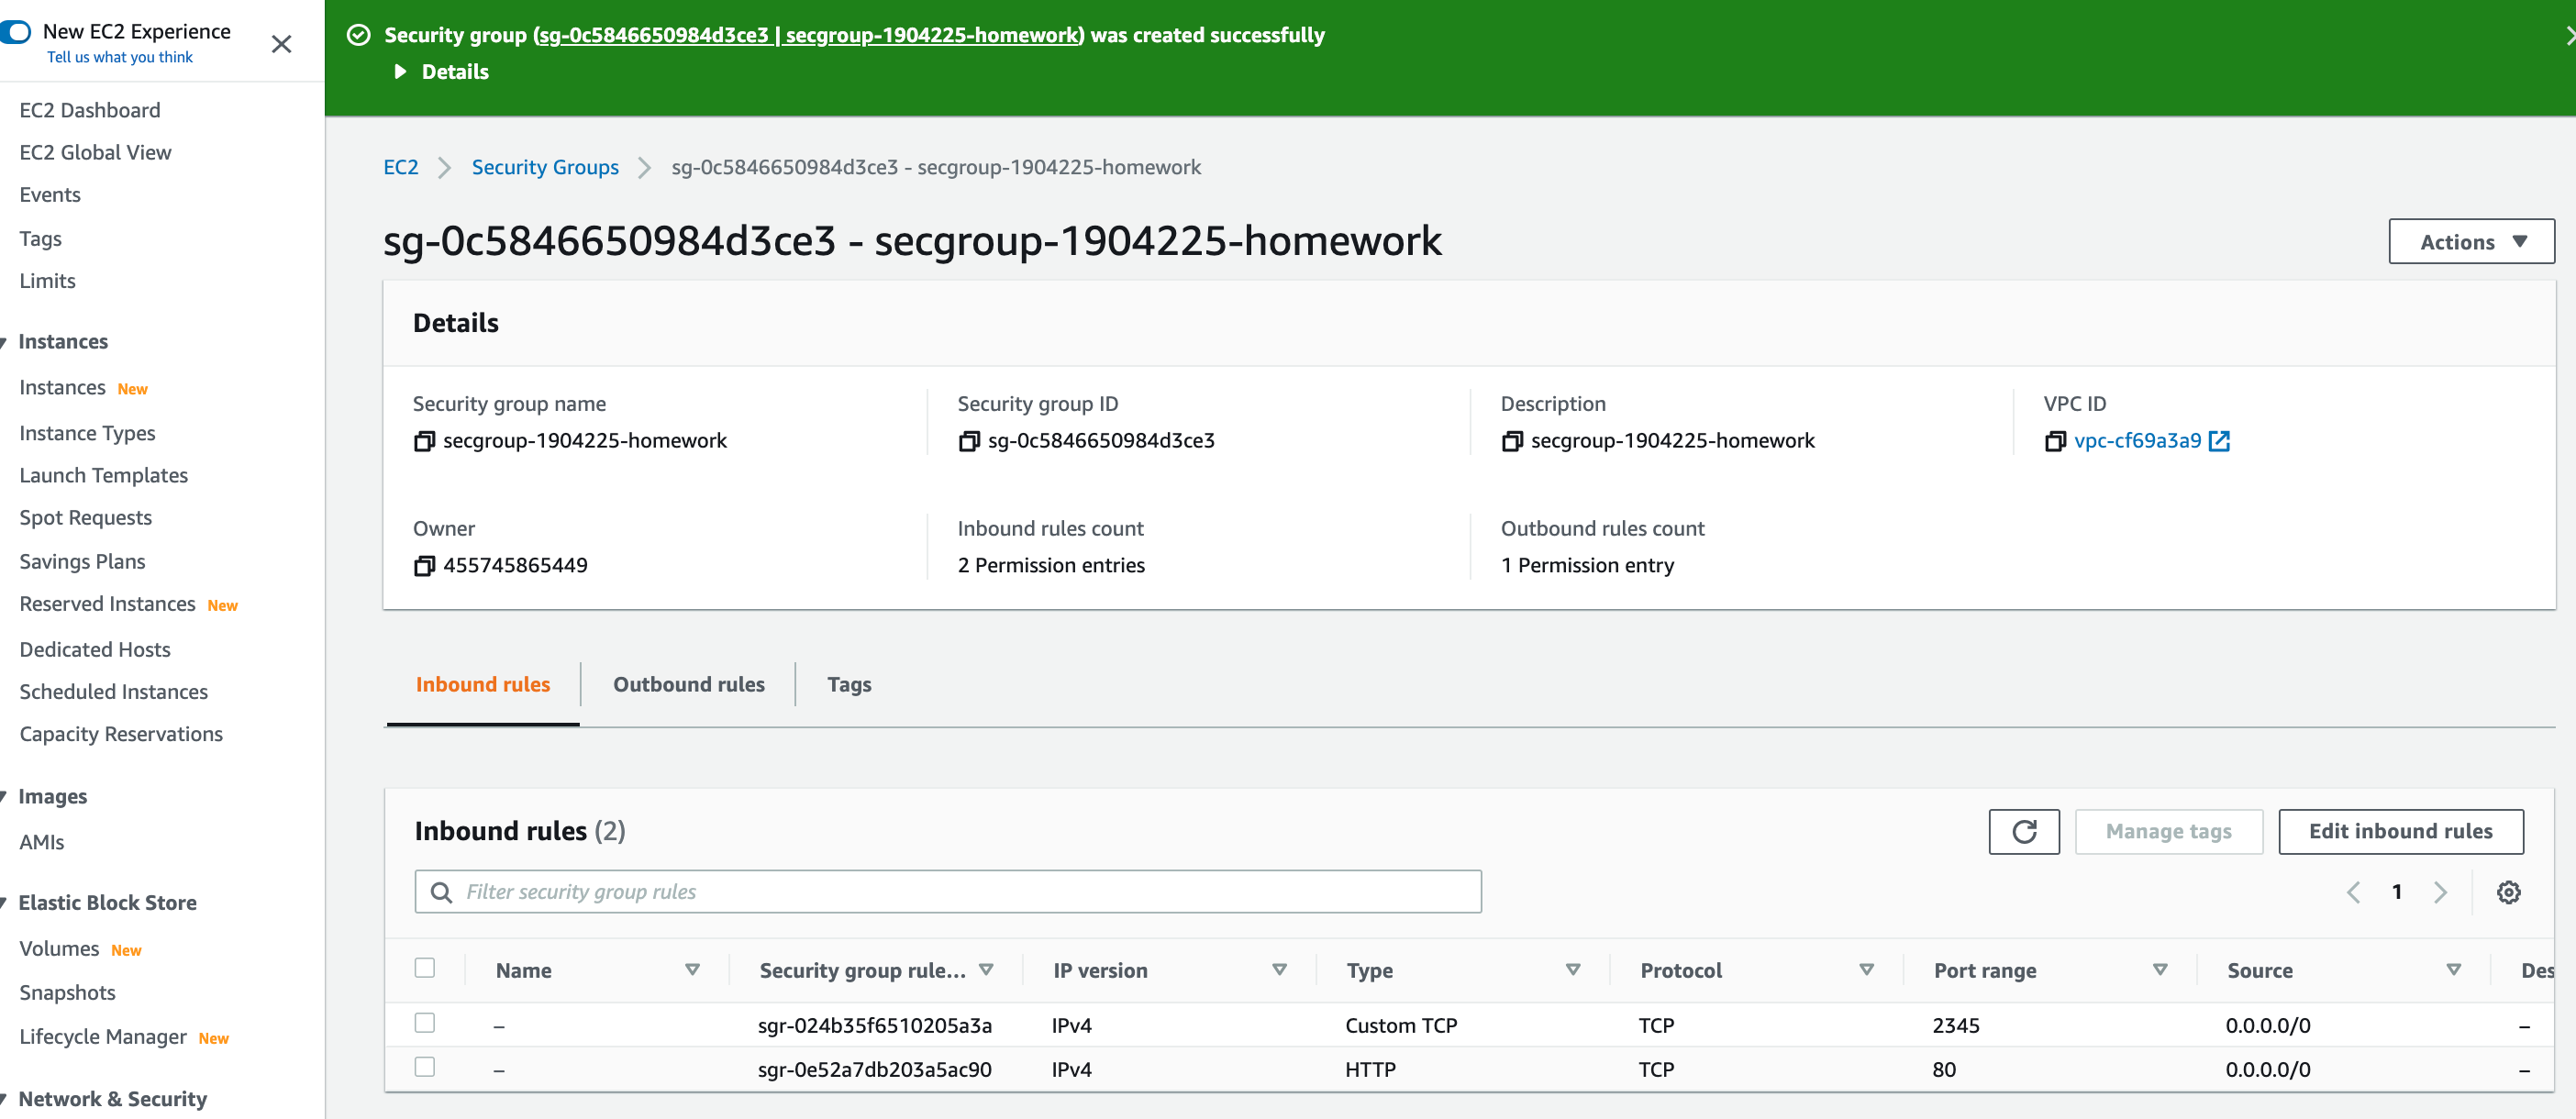 New EC2 Experience
Tell us what you think
EC2 Dashboard
EC2 Global View
Events
Tags
Limits
Instances
Instances New
Instance Types
Launch Templates
Spot Requests
Savings Plans
Reserved Instances New
Dedicated Hosts
Scheduled Instances
Capacity Reservations
Images
AMIs
Elastic Block Store
Volumes New
Snapshots
Lifecycle Manager New
Network & Security
Security group (sg-0c5846650984d3ce3 | secgroup-1904225-homework) was created successfully
Details
EC2 Security Groups sg-0c5846650984d3ce3 - secgroup-1904225-homework
sg-0c5846650984d3ce3 - secgroup-1904225-homework
Actions
Details
Security group name Security group ID Description VPC ID
secgroup-1904225-homework sg-0c5846650984d3ce3 secgroup-1904225-homework vpc-cf69a3a9
Owner Inbound rules count Outbound rules count
455745865449 2 Permission entries 1 Permission entry
Inbound rules Outbound rules Tags
Inbound rules (2)
Manage tags Edit inbound rules
Filter security group rules
1
Name Security group rule... IP version Type Protocol Port range Source Des
– sgr-024b35f6510205a3a IPv4 Custom TCP TCP 2345 0.0.0.0/0 –
– sgr-0e52a7db203a5ac90 IPv4 HTTP TCP 80 0.0.0.0/0 –